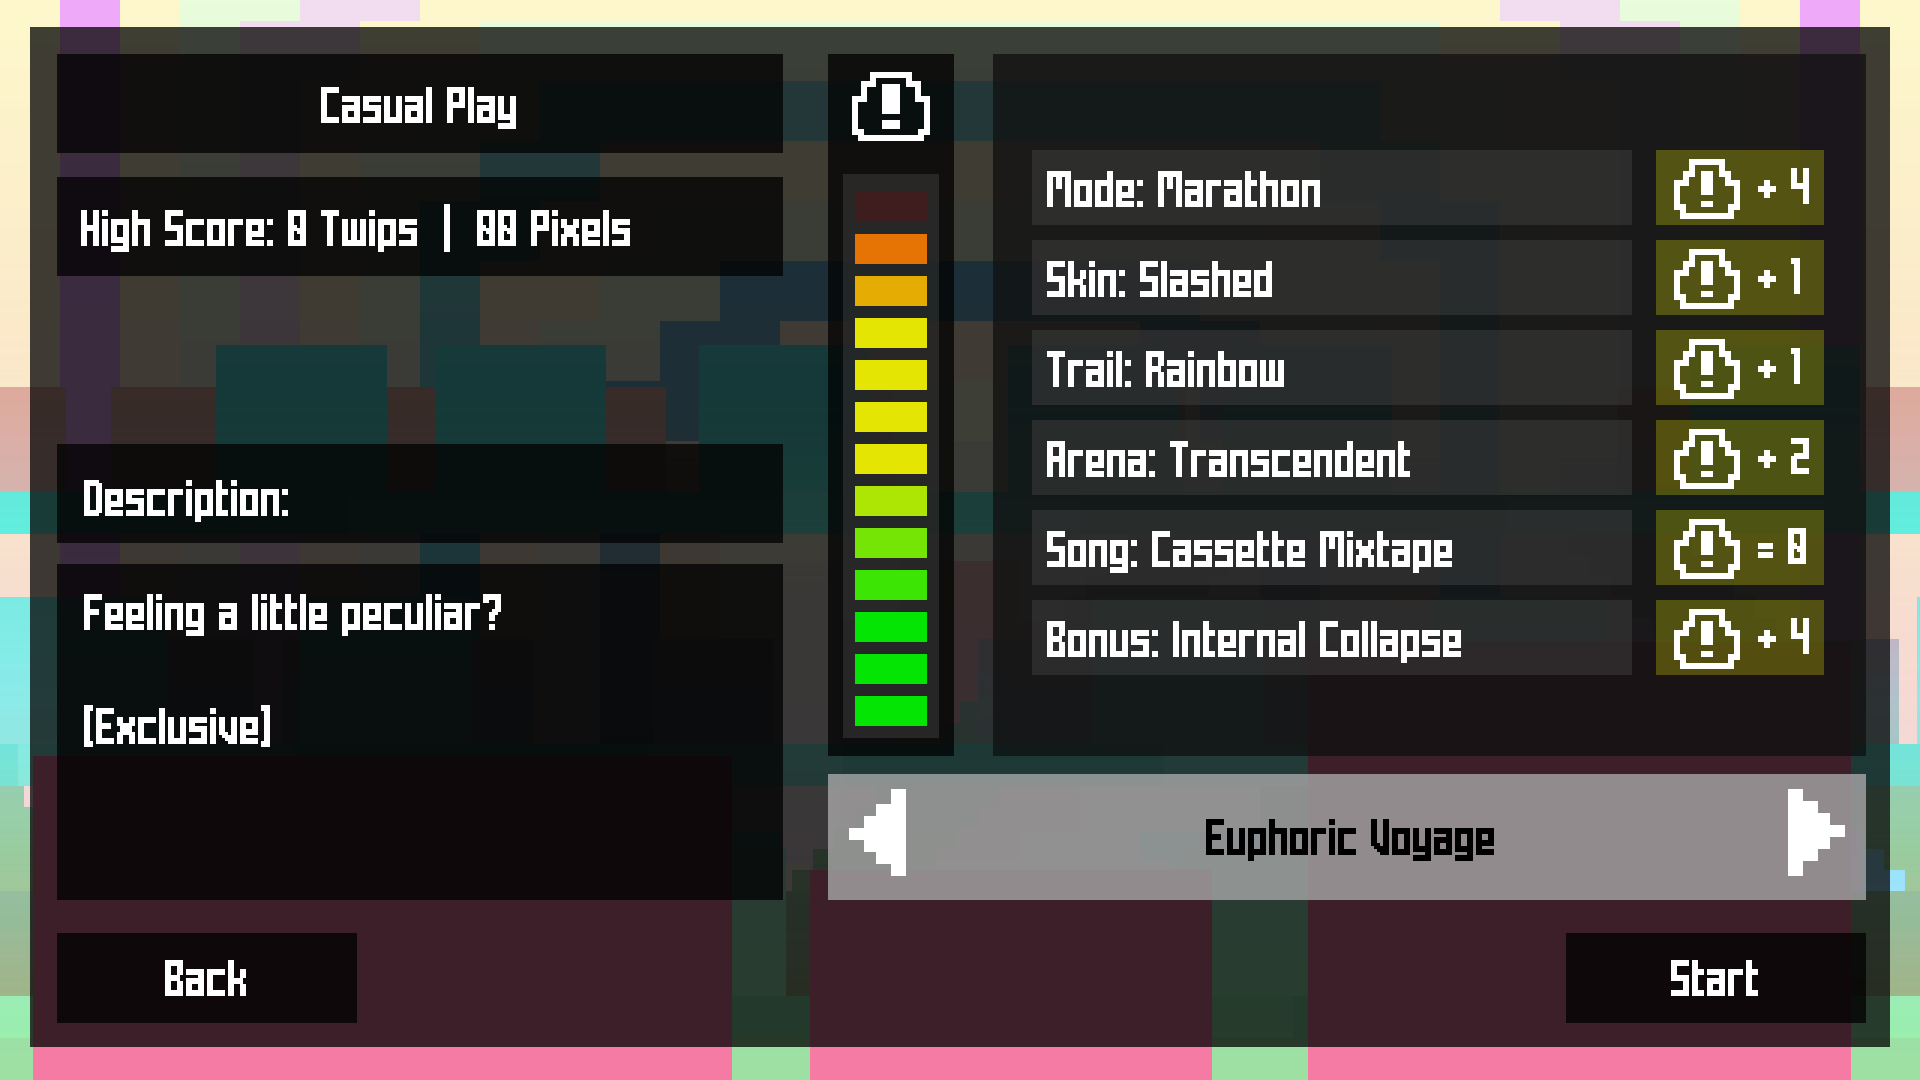 Casual Play
High Score: 0 Twips | 00 Pixels
Description:
Feeling a little peculiar?
[Exclusive]
Mode: Marathon
+ 4
Skin: Slashed
+ 1
Trail: Rainbow
+ 1
Arena: Transcendent
+ 2
Song: Cassette Mixtape
= 0
Bonus: Internal Collapse
+ 4
Euphoric Voyage
Back
Start